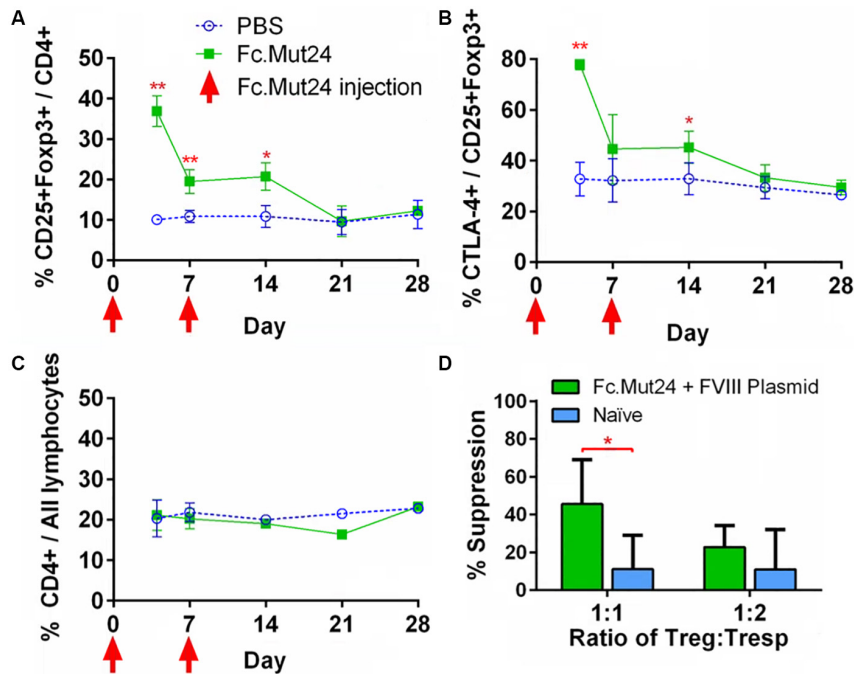 A
PBS
Fc.Mut24
Fc.Mut24 injection
% CD25+Foxp3+ / CD4+
50
40
30
20
10
0
**
**
*
0 7 14 21 28
Day
B
% CTLA-4+ / CD25+Foxp3+
80
60
40
20
0
**
*
0 7 14 21 28
Day
C
% CD4+ / All lymphocytes
50
40
30
20
10
0
0 7 14 21 28
Day
D
Fc.Mut24 + FVIII Plasmid
Naïve
% Suppression
100
80
60
40
20
0
*
1:1 1:2
Ratio of Treg:Tresp